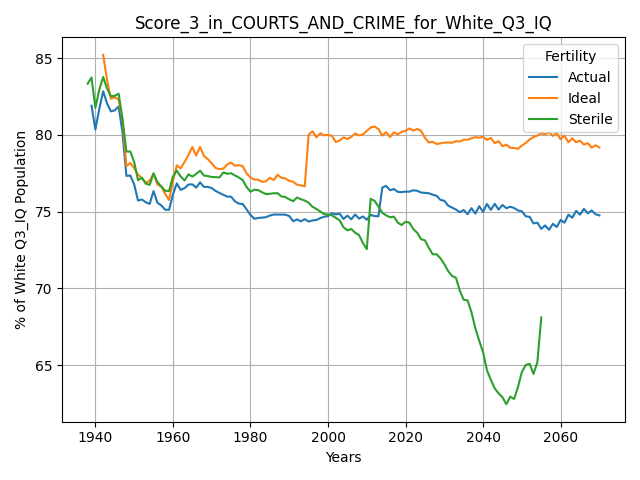 Score_3_in_COURTS_AND_CRIME_for_White_Q3_IQ
Fertility
Actual
Ideal
Sterile
% of White Q3_IQ Population
85
80
75
70
65
1940
1960
1980
2000
2020
2040
2060
Years